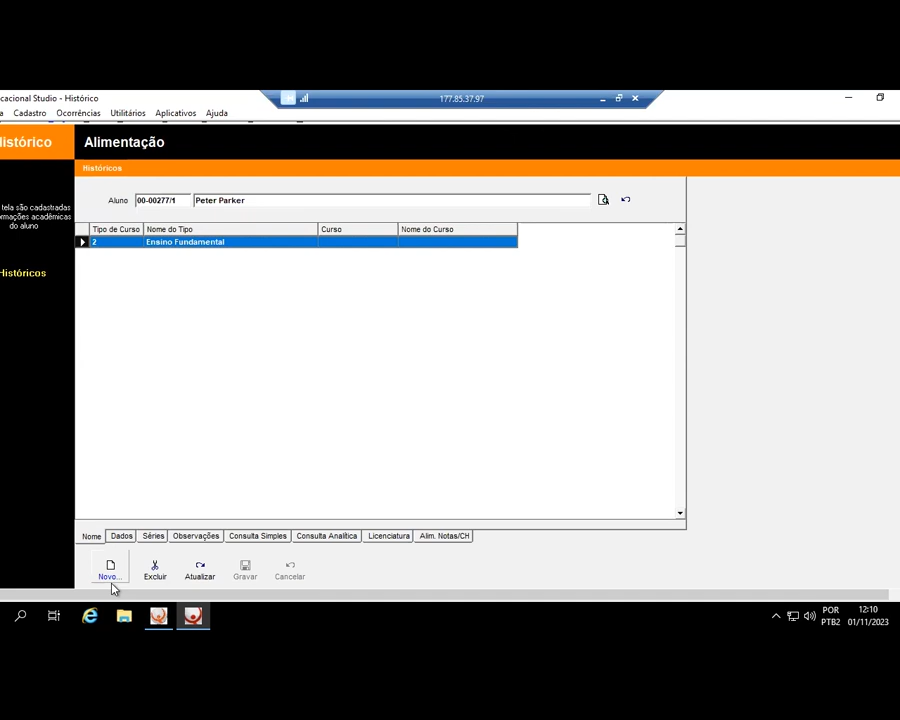 cacional Studio - Histórico
177.85.37.97
a Cadastro Ocorrências Utilitários Aplicativos Ajuda
istórico
Alimentação
Históricos
tela são cadastradas
ormações acadêmicas
do aluno
Históricos
Aluno 00-00277/1 Peter Parker
Tipo de Curso Nome do Tipo Curso Nome do Curso
2 Ensino Fundamental
Nome Dados Séries Observações Consulta Simples Consulta Analítica Licenciatura Alim. Notas/CH
Novo... Excluir Atualizar Gravar Cancelar
POR 12:10
PTB2 01/11/2023